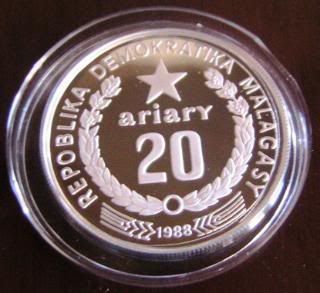 REPOBLIKA DEMOKRATIKA MALAGASY
ariary
20
1988